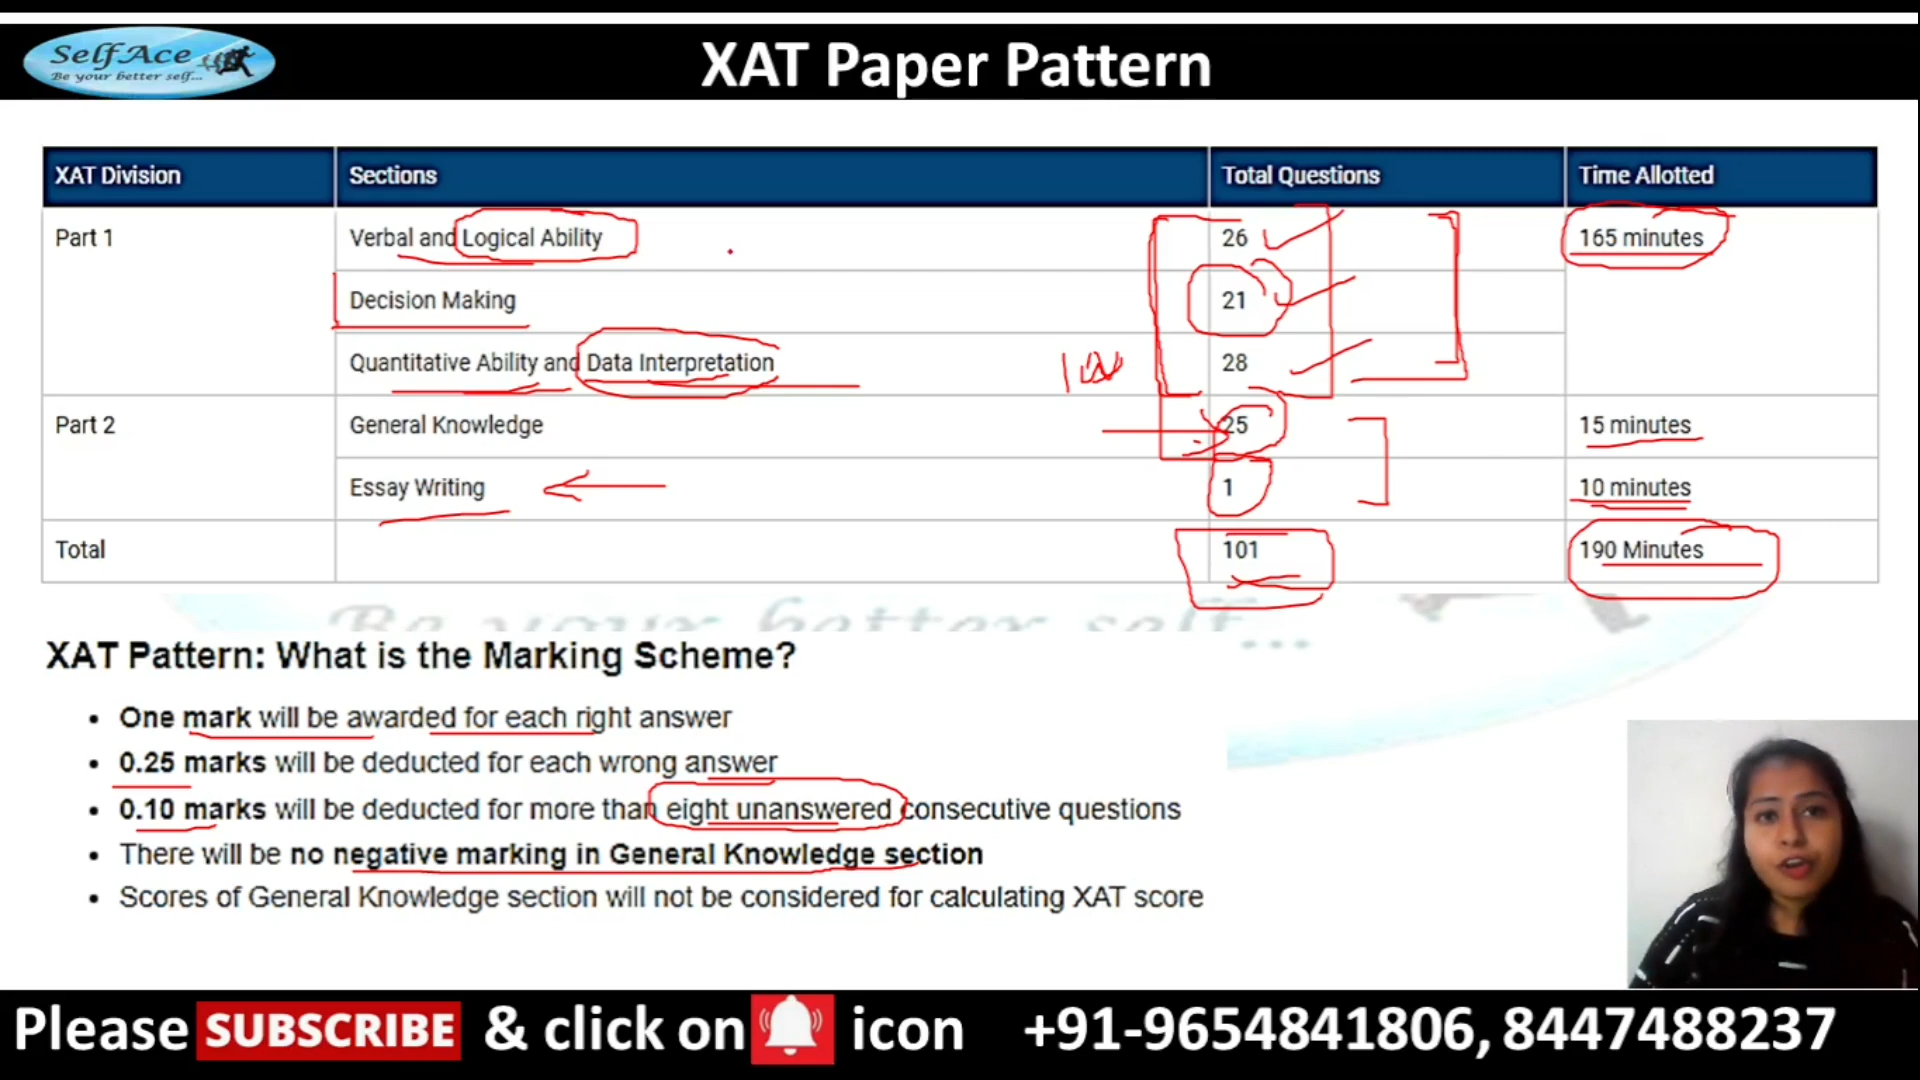 SelfAce
Be your better self...
XAT Paper Pattern
XAT Division Sections Total Questions Time Allotted
Part 1 Verbal and Logical Ability 26 165 minutes
Decision Making 21
Quantitative Ability and Data Interpretation 28
100
Part 2 General Knowledge 25 15 minutes
Essay Writing 1 10 minutes
Total 101 190 Minutes
Be your better self...
XAT Pattern: What is the Marking Scheme?
• One mark will be awarded for each right answer
• 0.25 marks will be deducted for each wrong answer
• 0.10 marks will be deducted for more than eight unanswered consecutive questions
• There will be no negative marking in General Knowledge section
• Scores of General Knowledge section will not be considered for calculating XAT score
Please SUBSCRIBE & click on icon +91-9654841806, 8447488237